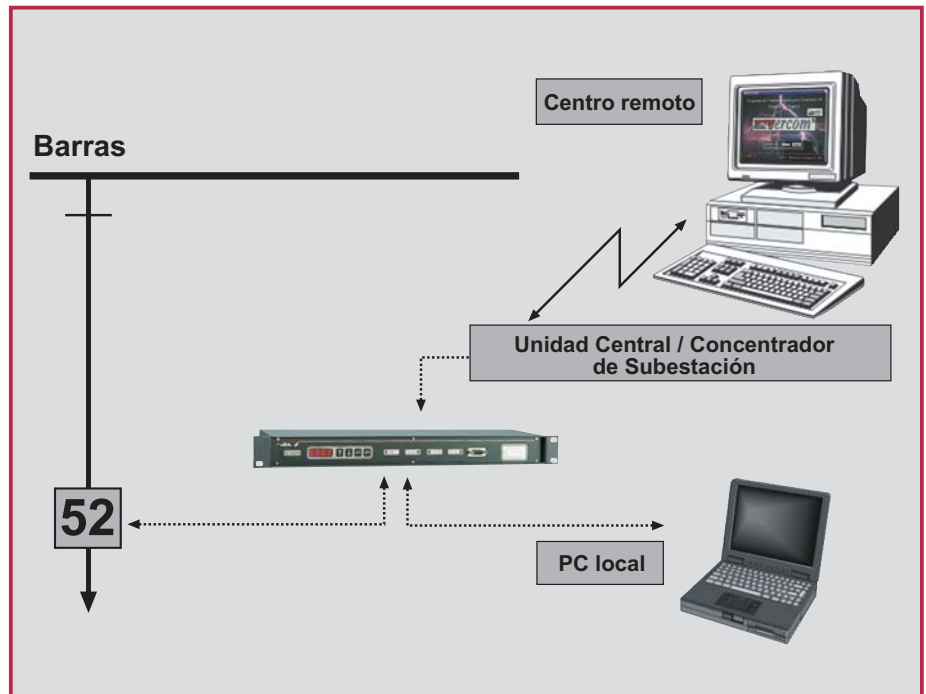 Centro remoto
Barras
Unidad Central / Concentrador
de Subestación
52
PC local